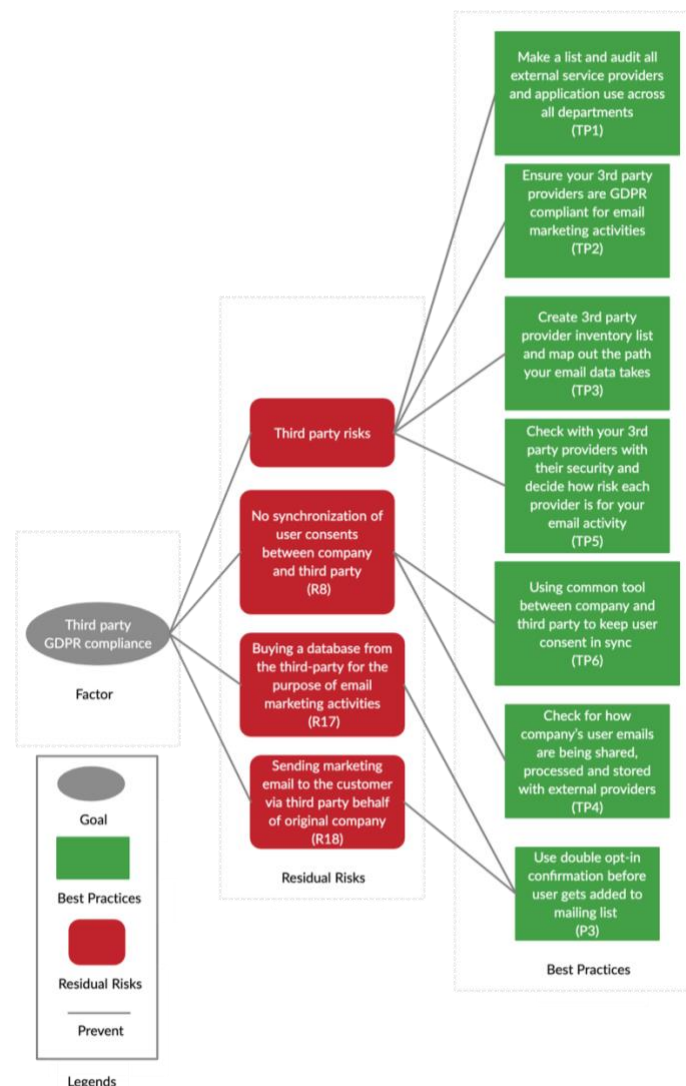 Make a list and audit all
external service providers
and application use across
all departments
(TP1)
Ensure your 3rd party
providers are GDPR
compliant for email
marketing activities
(TP2)
Create 3rd party
provider inventory list
and map out the path
your email data takes
(TP3)
Third party risks
Check with your 3rd
party providers with
their security and
decide how risk each
provider is for your
email activity
(TP5)
No synchronization of
user consents
between company
and third party
(R8)
Using common tool
between company and
third party to keep user
consent in sync
(TP6)
Third party
GDPR compliance
Factor
Buying a database from
the third-party for the
purpose of email
marketing activities
(R17)
Check for how
company's user emails
are being shared,
processed and stored
with external providers
(TP4)
Sending marketing
email to the customer
via third party behalf
of original company
(R18)
Use double opt-in
confirmation before
user gets added to
mailing list
(P3)
Residual Risks
Best Practices
Goal
Best Practices
Residual Risks
Prevent
Legends